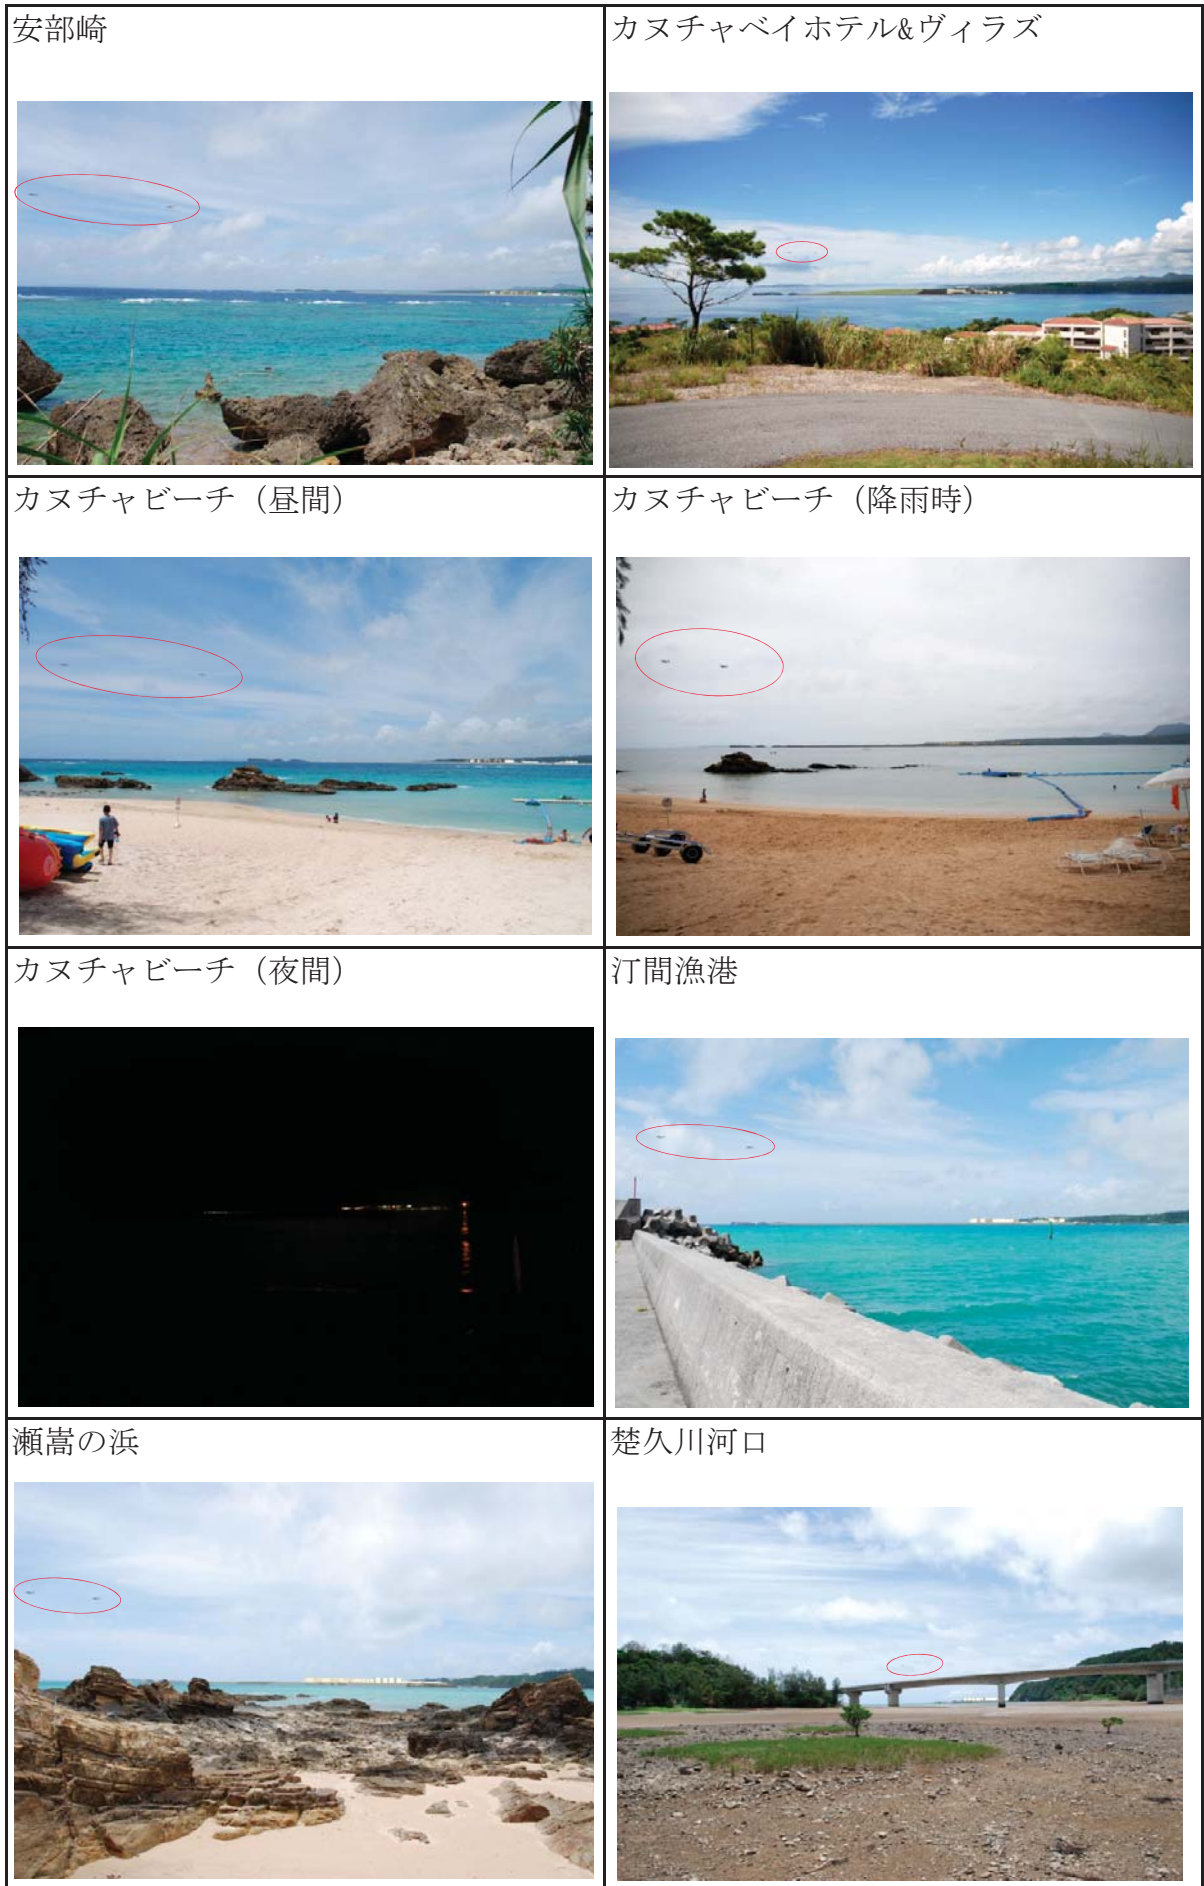 安部崎
カヌチャベイホテル&ヴィラズ
カヌチャビーチ（昼間）
カヌチャビーチ（降雨時）
カヌチャビーチ（夜間）
汀間漁港
瀬嵩の浜
楚久川河口